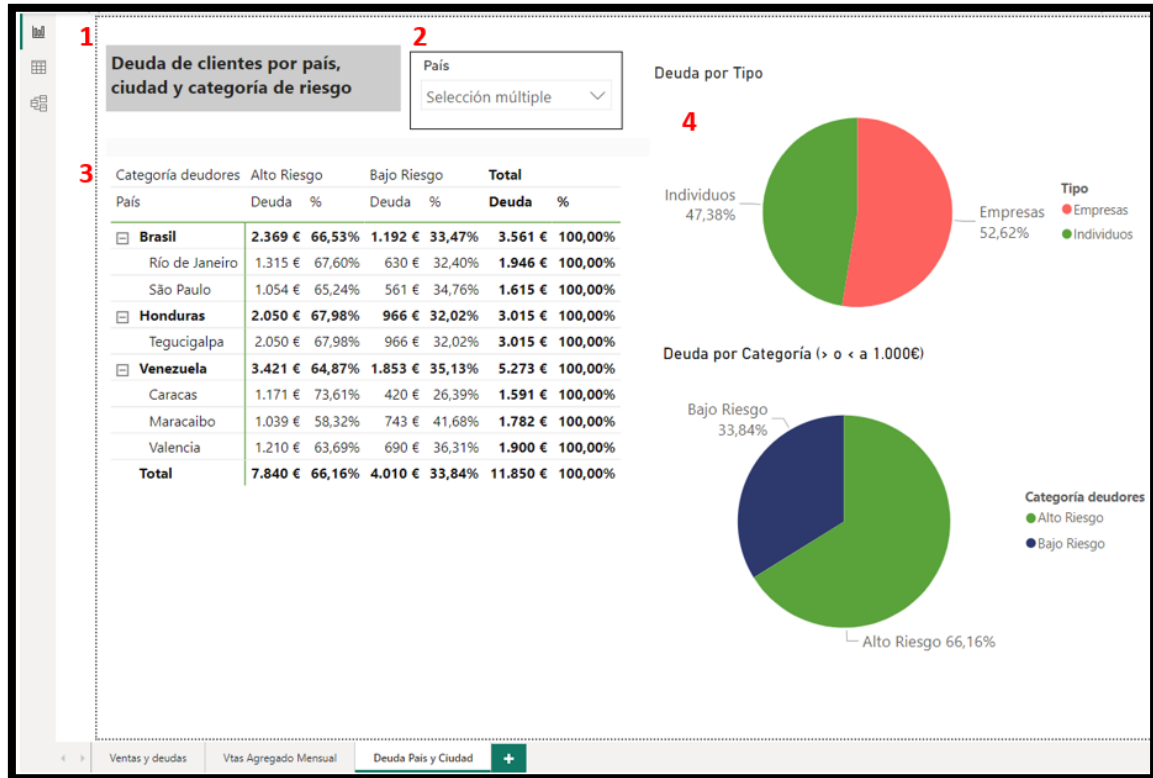 1
2
Deuda de clientes por país,
ciudad y categoría de riesgo
País
Selección múltiple
Deuda por Tipo
4
Individuos
47,38%
Empresas
52,62%
Tipo
Empresas
Individuos
3
Categoría deudores Alto Riesgo Bajo Riesgo Total
País Deuda % Deuda % Deuda %
Brasil 2.369 € 66,53% 1.192 € 33,47% 3.561 € 100,00%
Río de Janeiro 1.315 € 67,60% 630 € 32,40% 1.946 € 100,00%
São Paulo 1.054 € 65,24% 561 € 34,76% 1.615 € 100,00%
Honduras 2.050 € 67,98% 966 € 32,02% 3.015 € 100,00%
Tegucigalpa 2.050 € 67,98% 966 € 32,02% 3.015 € 100,00%
Venezuela 3.421 € 64,87% 1.853 € 35,13% 5.273 € 100,00%
Caracas 1.171 € 73,61% 420 € 26,39% 1.591 € 100,00%
Maracaibo 1.039 € 58,32% 743 € 41,68% 1.782 € 100,00%
Valencia 1.210 € 63,69% 690 € 36,31% 1.900 € 100,00%
Total 7.840 € 66,16% 4.010 € 33,84% 11.850 € 100,00%
Deuda por Categoría (> o < a 1.000€)
Bajo Riesgo
33,84%
Alto Riesgo 66,16%
Categoría deudores
Alto Riesgo
Bajo Riesgo
Ventas y deudas Vtas Agregado Mensual Deuda País y Ciudad +